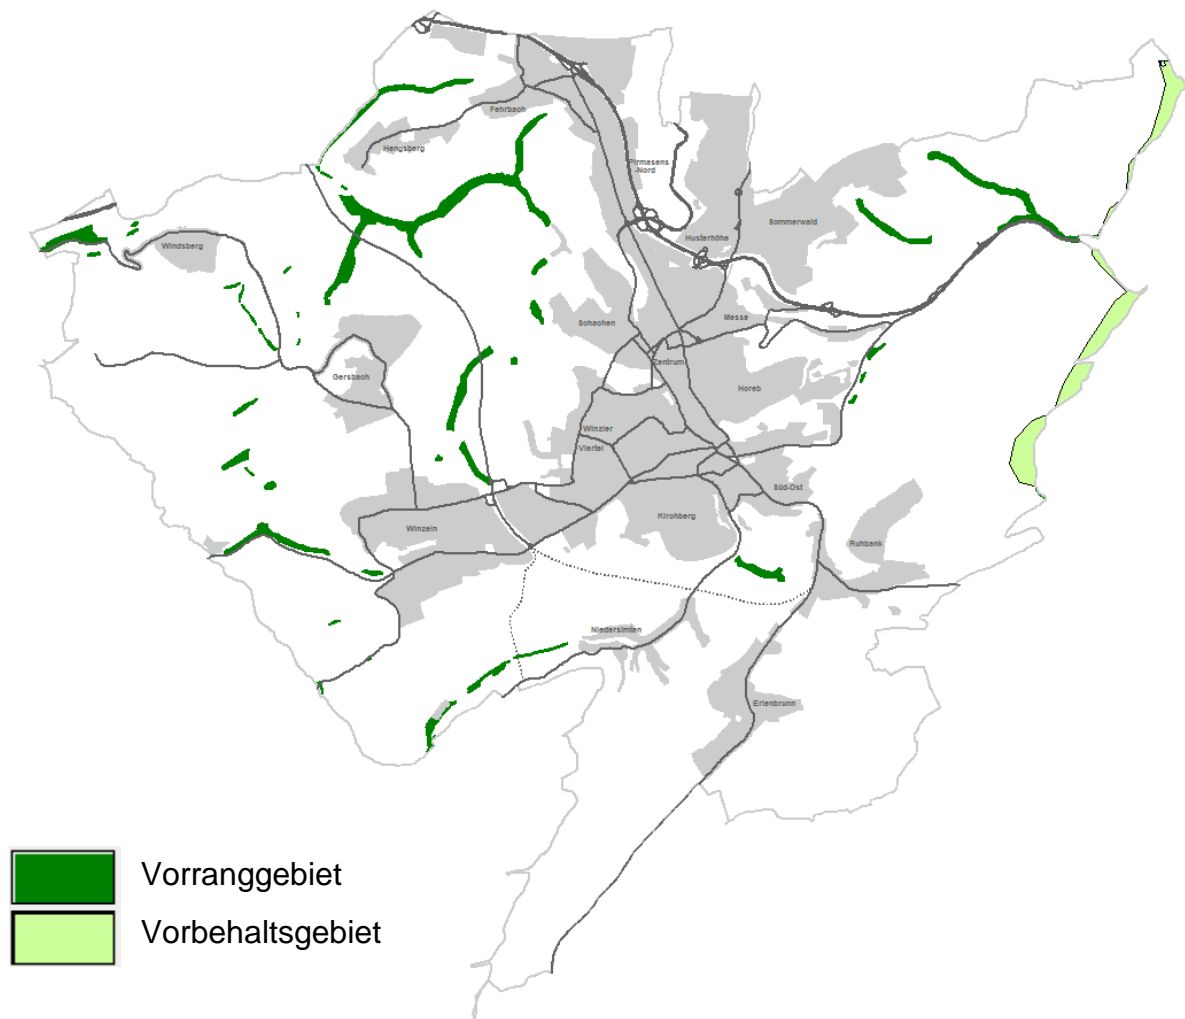 Fehrbach
Hengsberg
Pirmasens
-Nord
Sommerwald
Husterhöhe
Windsberg
Schachen
Messe
Zentrum
Gersbach
Horeb
Winzler
Viertel
Süd-Ost
Kirchberg
Winzeln
Ruhbank
Niedersimten
Erlenbrunn
Vorranggebiet
Vorbehaltsgebiet